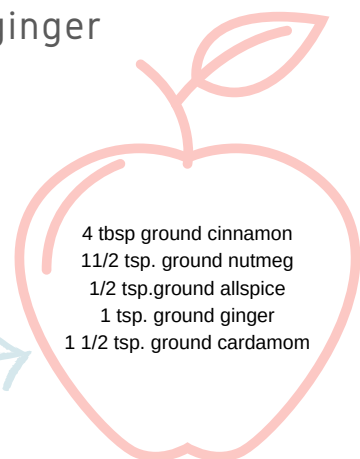 ginger
4 tbsp ground cinnamon
11/2 tsp. ground nutmeg
1/2 tsp.ground allspice
1 tsp. ground ginger
1 1/2 tsp. ground cardamom